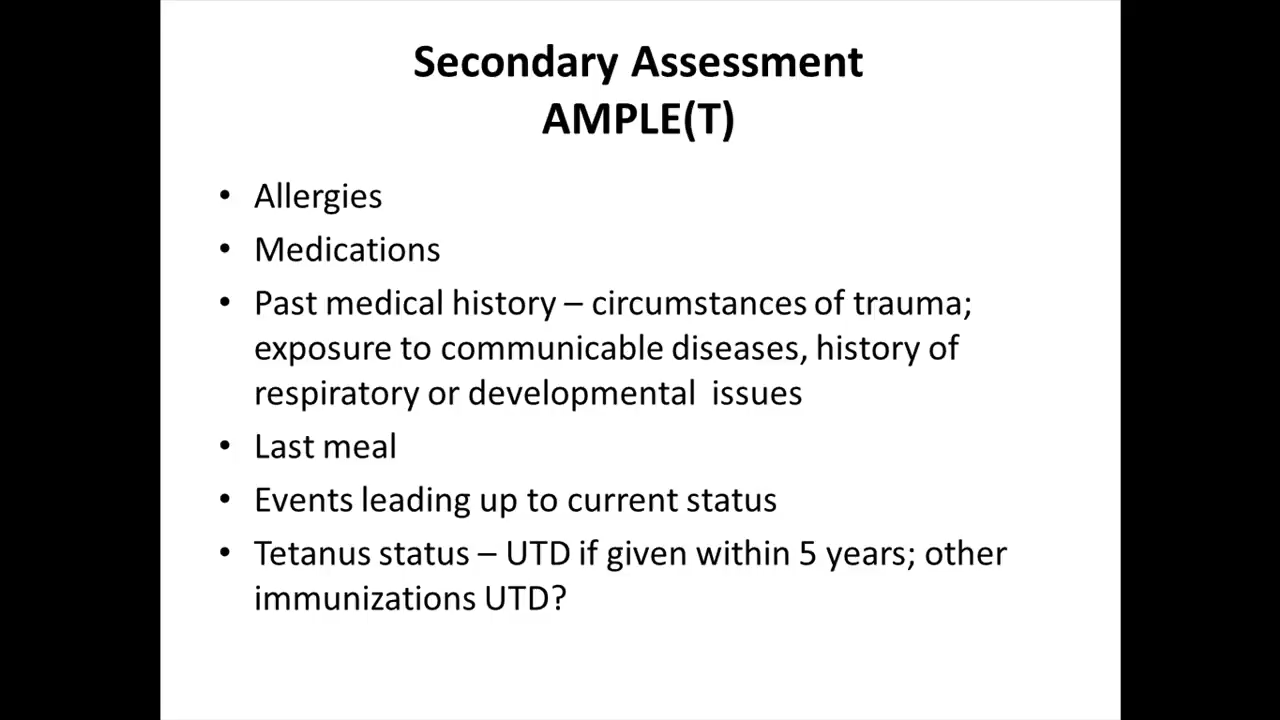 Secondary Assessment
AMPLE(T)
• Allergies
• Medications
• Past medical history – circumstances of trauma;
exposure to communicable diseases, history of
respiratory or developmental  issues
• Last meal
• Events leading up to current status
• Tetanus status – UTD if given within 5 years; other
immunizations UTD?